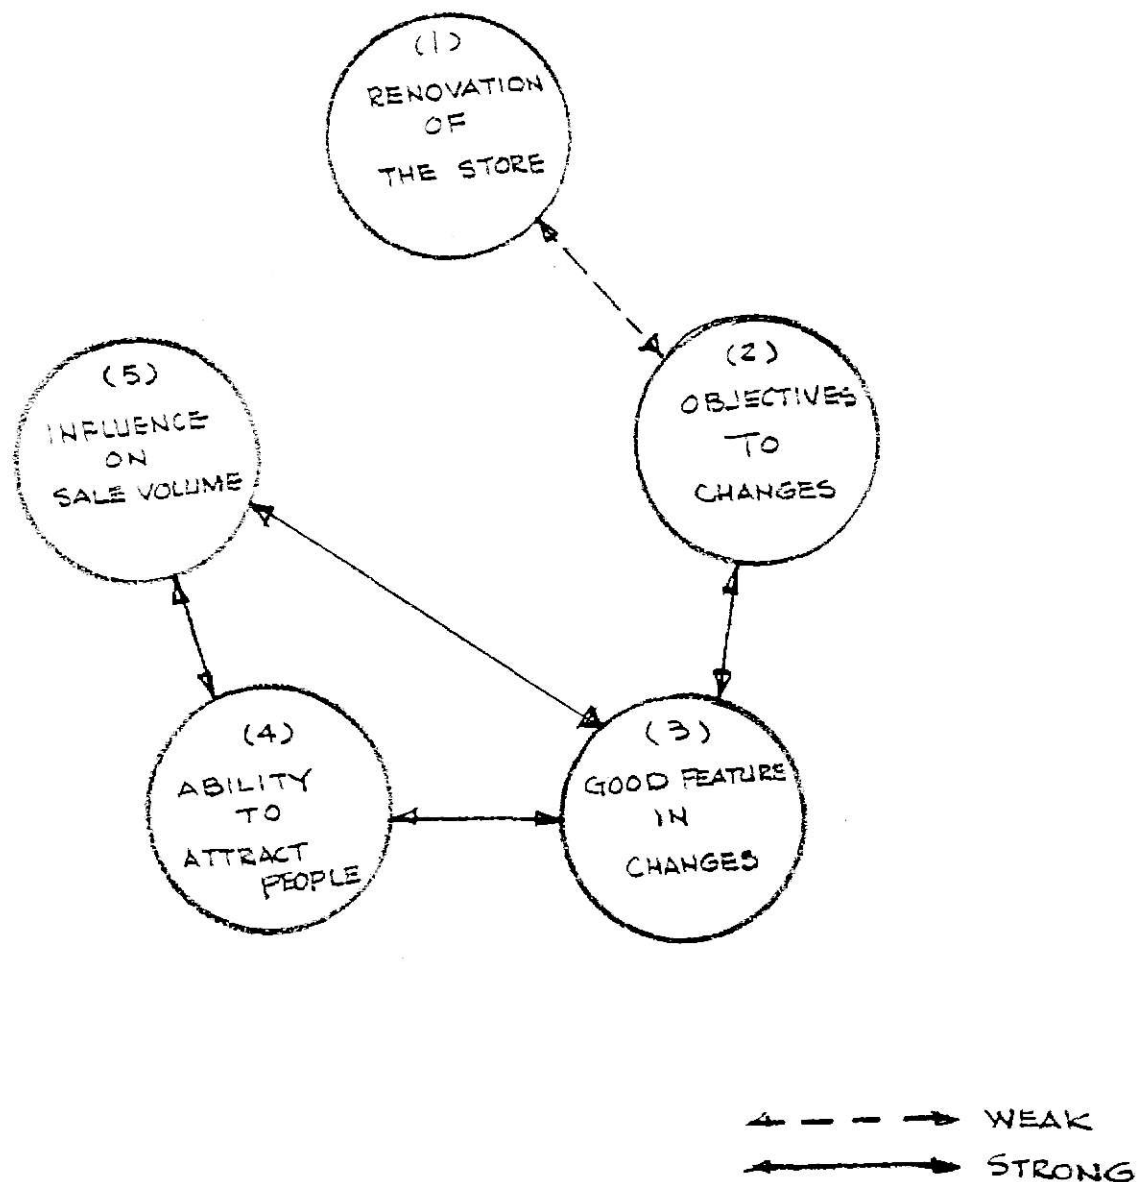 (1)
RENOVATION
OF
THE STORE
(2)
OBJECTIVES
TO
CHANGES
(3)
GOOD FEATURE
IN
CHANGES
(4)
ABILITY
TO
ATTRACT
PEOPLE
(5)
INFLUENCE
ON
SALE VOLUME
WEAK
STRONG